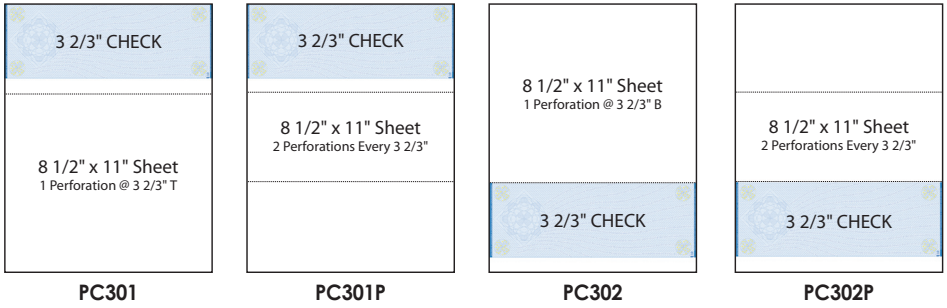 3 2/3" CHECK
8 1/2" x 11" Sheet
1 Perforation @ 3 2/3" T
PC301
3 2/3" CHECK
8 1/2" x 11" Sheet
2 Perforations Every 3 2/3"
PC301P
8 1/2" x 11" Sheet
1 Perforation @ 3 2/3" B
3 2/3" CHECK
PC302
8 1/2" x 11" Sheet
2 Perforations Every 3 2/3"
3 2/3" CHECK
PC302P